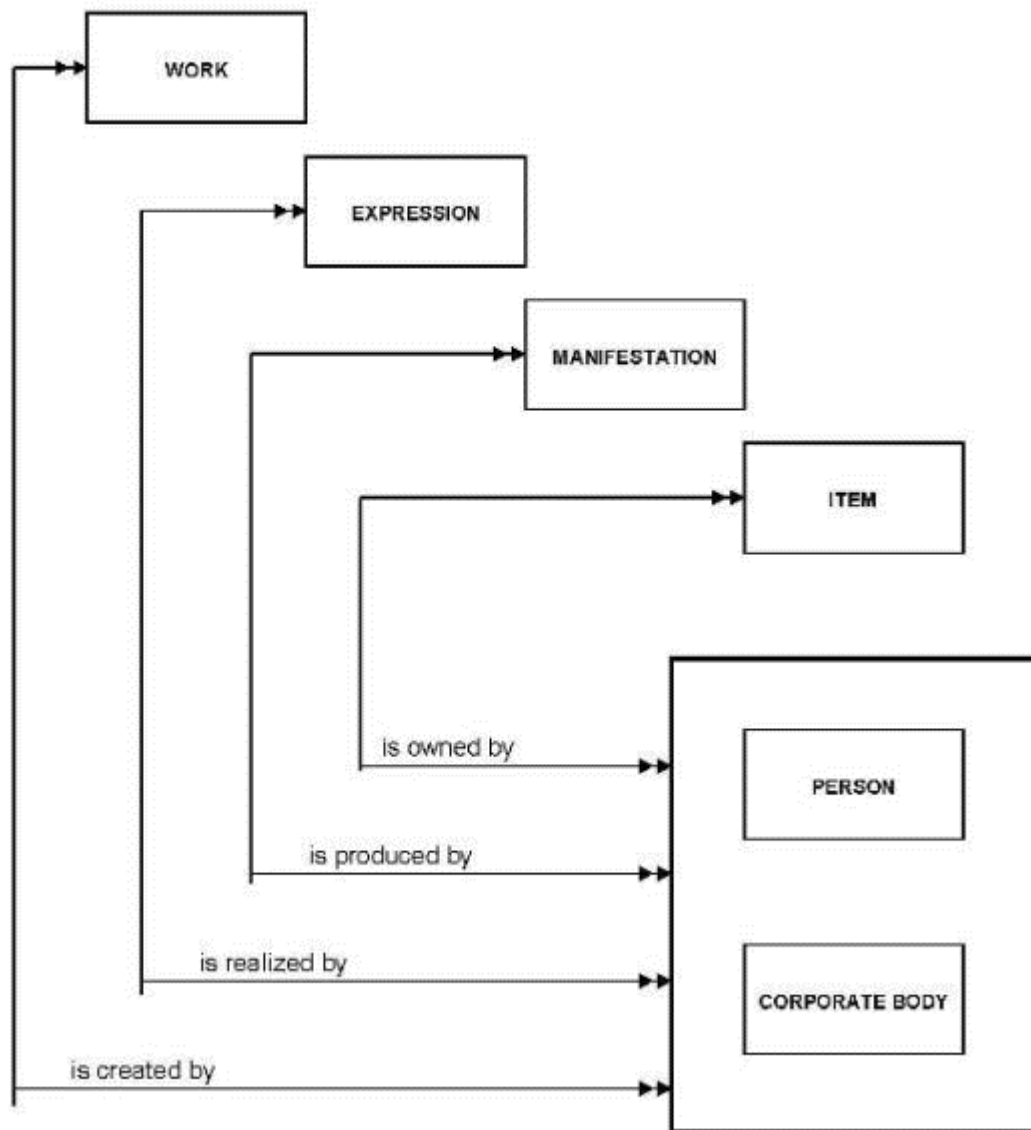 WORK
EXPRESSION
MANIFESTATION
ITEM
is owned by
PERSON
is produced by
is realized by
CORPORATE BODY
is created by